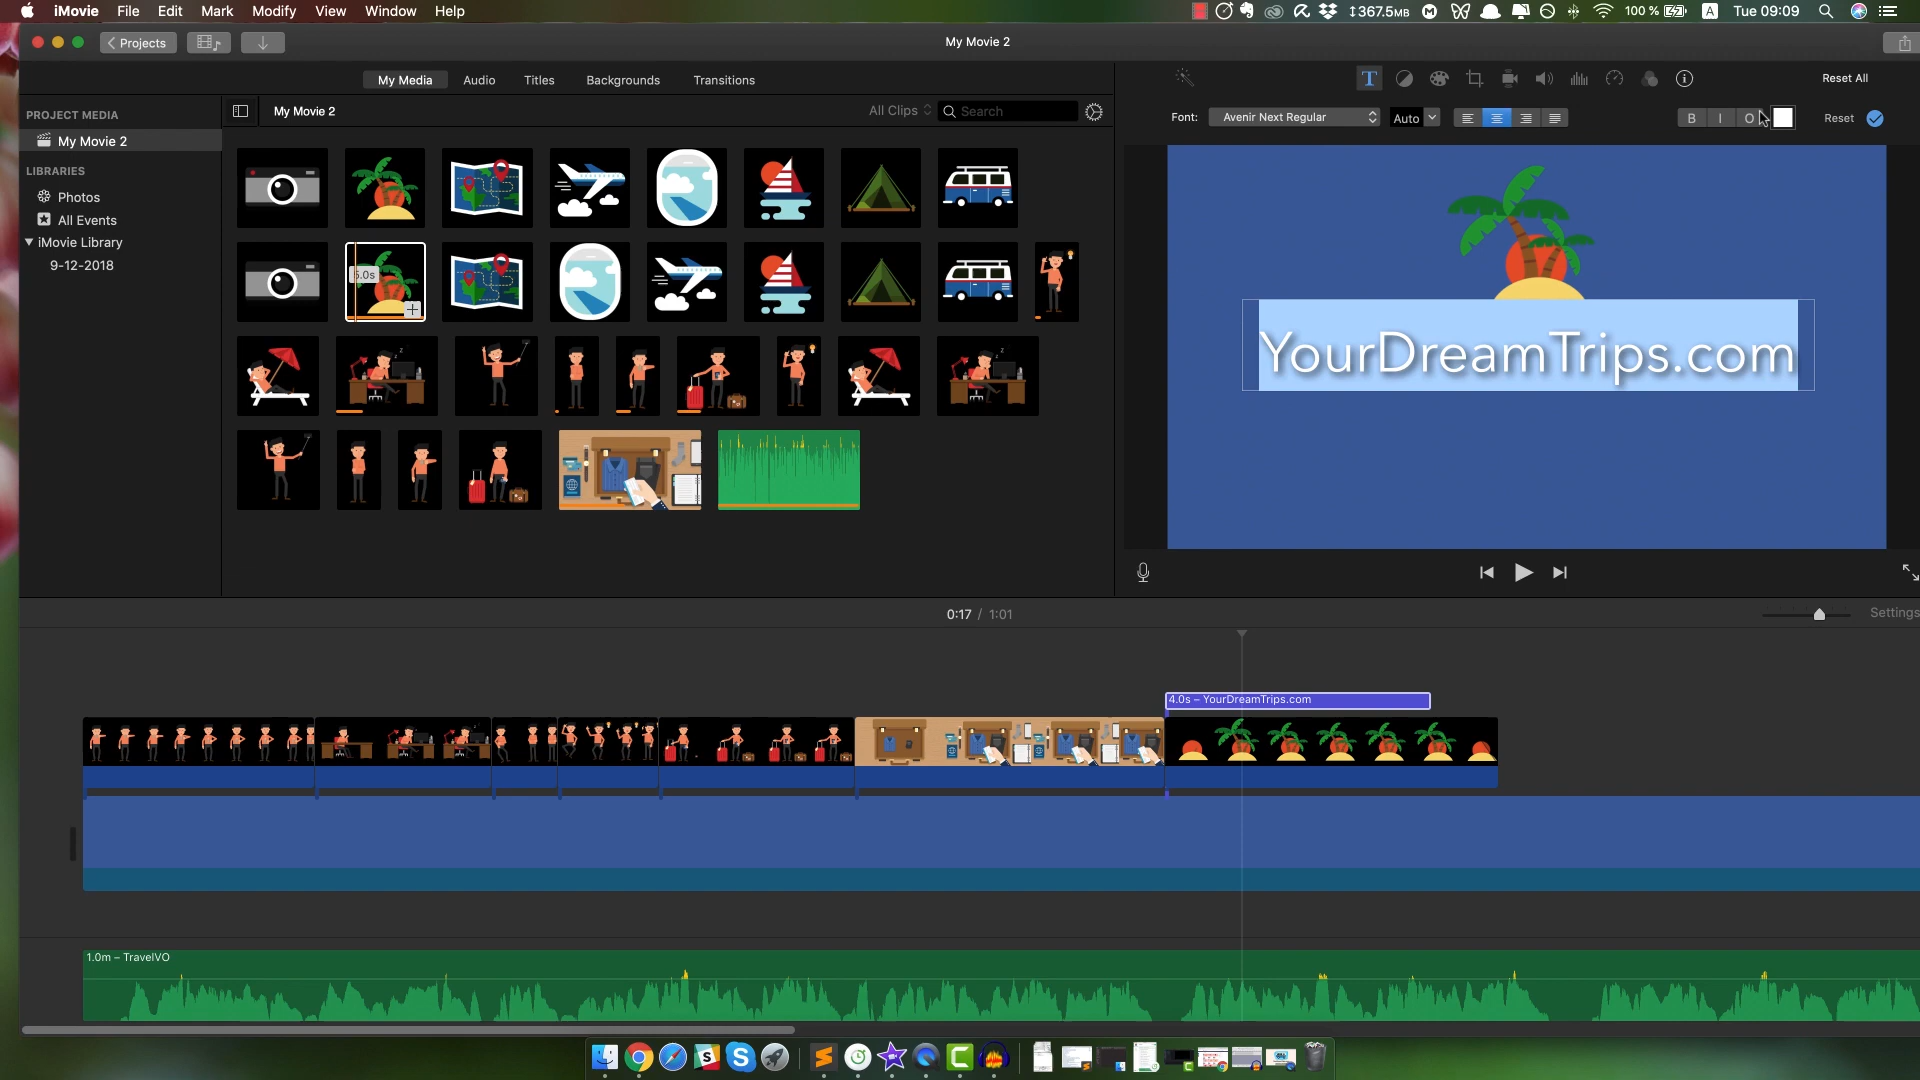 iMovie File Edit Mark Modify View Window Help
367.5MB 100 % A Tue 09:09
Projects
My Movie 2
My Media Audio Titles Backgrounds Transitions
Reset All
PROJECT MEDIA
My Movie 2
All Clips
Search
Font: Avenir Next Regular Auto B I O Reset
My Movie 2
LIBRARIES
Photos
All Events
iMovie Library
9-12-2018
5.0s
YourDreamTrips.com
0:17 / 1:01
Settings
4.0s – YourDreamTrips.com
1.0m – TravelVO